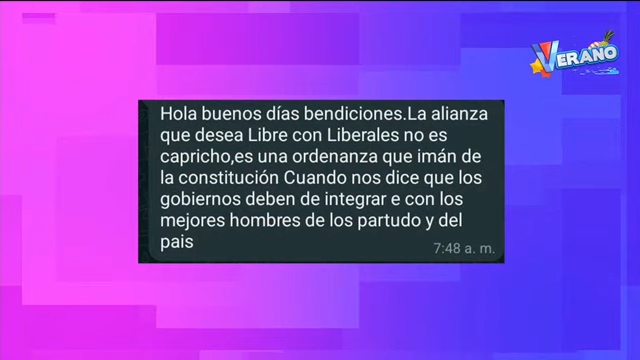 VERANO
Hola buenos días bendiciones.La alianza
que desea Libre con Liberales no es
capricho,es una ordenanza que imán de
la constitución Cuando nos dice que los
gobiernos deben de integrar e con los
mejores hombres de los partudo y del
pais
7:48 a. m.